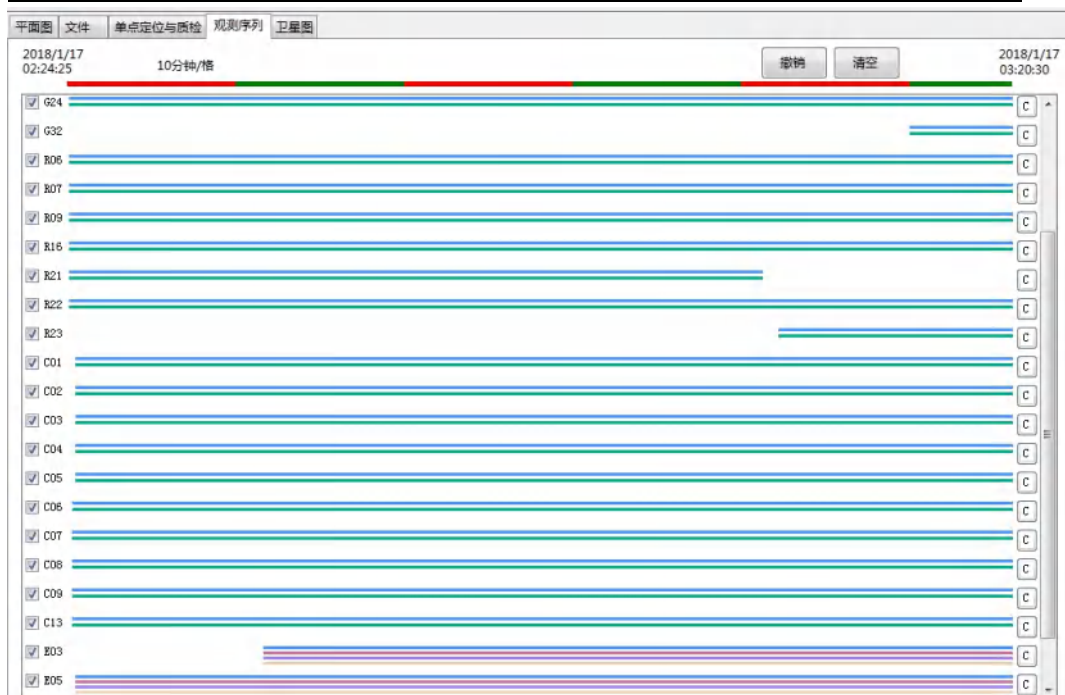 平面图 文件 单点定位与质检 观测序列 卫星图
2018/1/17
02:24:25
10分钟/格
撤销 清空
2018/1/17
03:20:30
G24 C
G32 C
R06 C
R07 C
R09 C
R16 C
R21 C
R22 C
R23 C
C01 C
C02 C
C03 C
C04 C
C05 C
C06 C
C07 C
C08 C
C09 C
C13 C
E03 C
E05 C